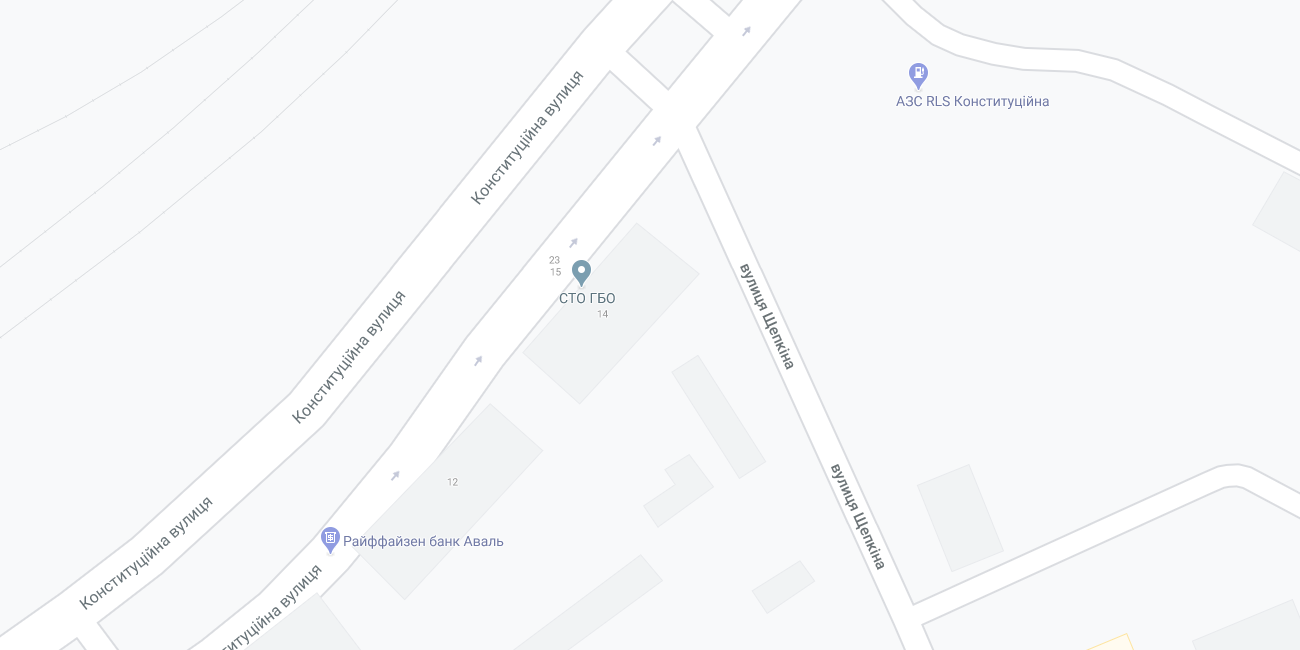 Конституційна вулиця
АЗС RLS Конституційна
23
15
СТО ГБО
14
вулиця Щепкіна
Конституційна вулиця
12
вулиця Щепкіна
Райффайзен банк Аваль
Конституційна вулиця
титуційна вулиця